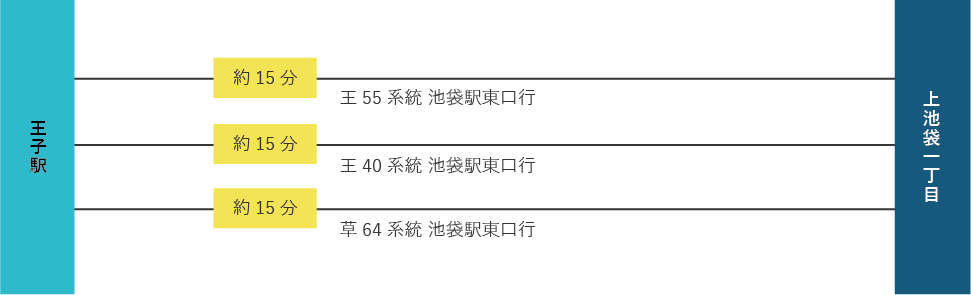 王子駅
約 15 分
王 55 系統 池袋駅東口行
約 15 分
王 40 系統 池袋駅東口行
約 15 分
草 64 系統 池袋駅東口行
上池袋一丁目